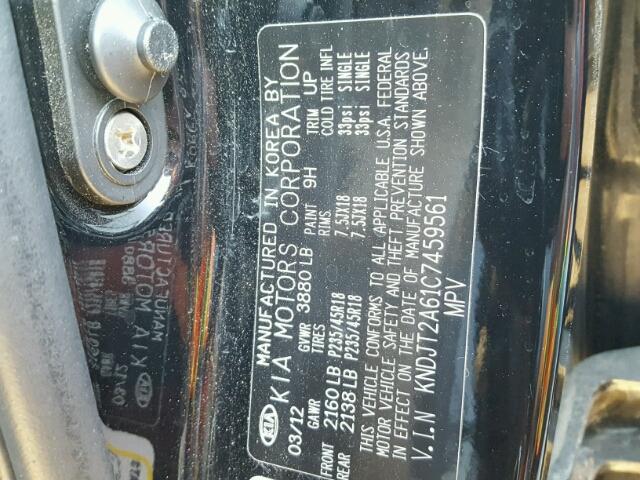 KIA
MANUFACTURED IN KOREA BY
KIA MOTORS CORPORATION
03/12 GVWR 3880 LB PAINT 9H TRIM UP
GAWR TIRES RIMS COLD TIRE INFL
FRONT 2160 LB P235/45R18 7.5JX18 33psi SINGLE
REAR 2138 LB P235/45R18 7.5JX18 33psi SINGLE
THIS VEHICLE CONFORMS TO ALL APPLICABLE U.S.A. FEDERAL
MOTOR VEHICLE SAFETY AND THEFT PREVENTION STANDARDS
IN EFFECT ON THE DATE OF MANUFACTURE SHOWN ABOVE.
V.I.N KNDJT2A61C7459561
MPV